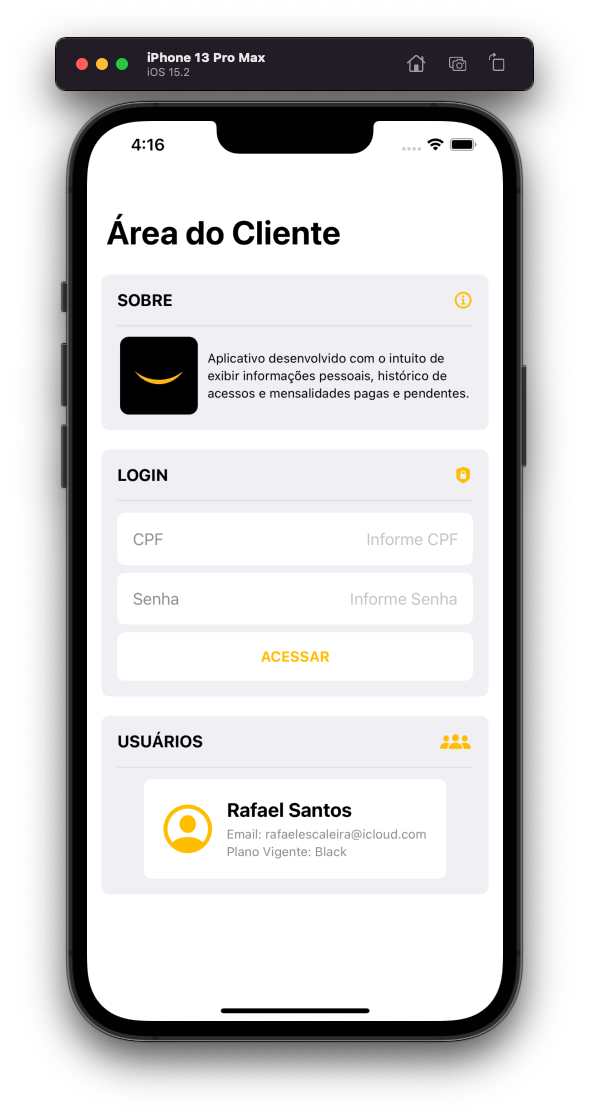 iPhone 13 Pro Max
iOS 15.2
4:16
Área do Cliente
SOBRE
Aplicativo desenvolvido com o intuito de
exibir informações pessoais, histórico de
acessos e mensalidades pagas e pendentes.
LOGIN
CPF Informe CPF
Senha Informe Senha
ACESSAR
USUÁRIOS
Rafael Santos
Email: rafaelescaleira@icloud.com
Plano Vigente: Black